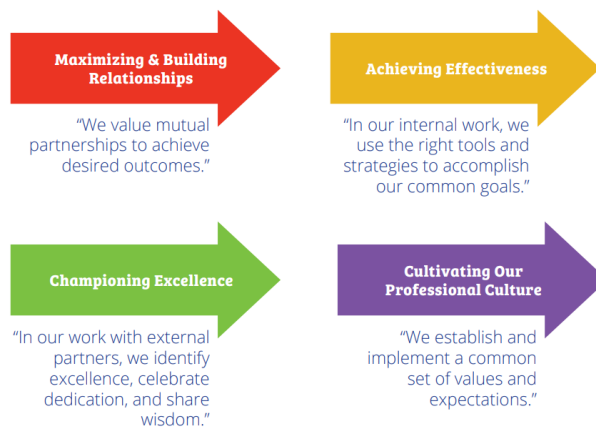 Maximizing & Building
Relationships
“We value mutual
partnerships to achieve
desired outcomes.”
Achieving Effectiveness
“In our internal work, we
use the right tools and
strategies to accomplish
our common goals.”
Championing Excellence
“In our work with external
partners, we identify
excellence, celebrate
dedication, and share
wisdom.”
Cultivating Our
Professional Culture
“We establish and
implement a common
set of values and
expectations.”